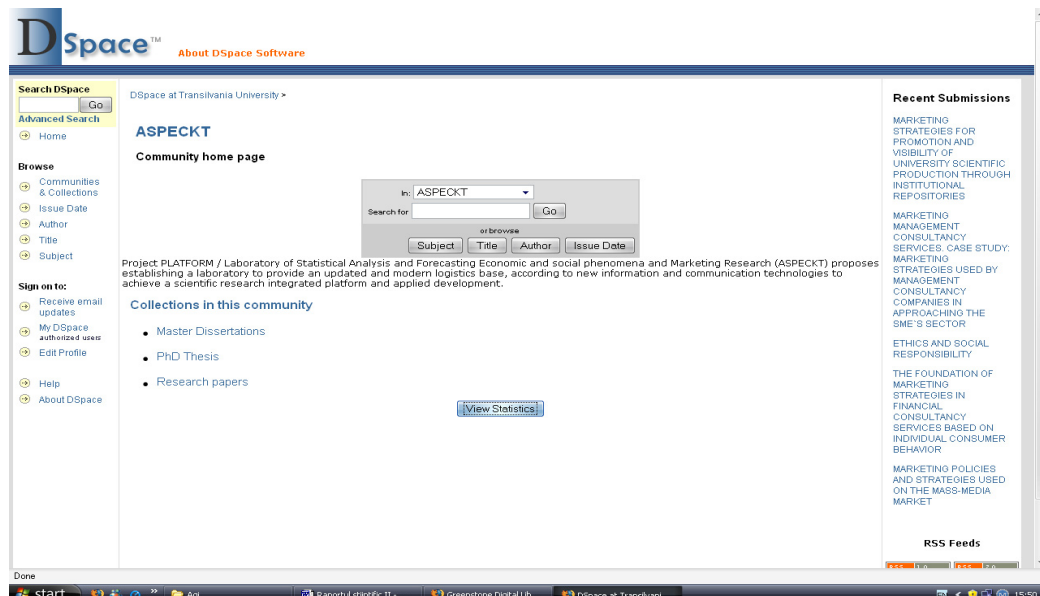 DSpace™
About DSpace Software
Search DSpace
Go
Advanced Search
Home
Browse
Communities
& Collections
Issue Date
Author
Title
Subject
Sign on to:
Receive email
updates
My DSpace
authorized users
Edit Profile
Help
About DSpace
DSpace at Transilvania University >
ASPECKT
Community home page
In: ASPECKT
Search for
Go
or browse
Subject Title Author Issue Date
Project PLATFORM / Laboratory of Statistical Analysis and Forecasting Economic and social phenomena and Marketing Research (ASPECKT) proposes
establishing a laboratory to provide an updated and modern logistics base, according to new information and communication technologies to
achieve a scientific research integrated platform and applied development.
Collections in this community
Master Dissertations
PhD Thesis
Research papers
View Statistics
Recent Submissions
MARKETING
STRATEGIES FOR
PROMOTION AND
VISIBILITY OF
UNIVERSITY SCIENTIFIC
PRODUCTION THROUGH
INSTITUTIONAL
REPOSITORIES
MARKETING
MANAGEMENT
CONSULTANCY
SERVICES. CASE STUDY:
MARKETING
STRATEGIES USED BY
MANAGEMENT
CONSULTANCY
COMPANIES IN
APPROACHING THE
SME'S SECTOR
ETHICS AND SOCIAL
RESPONSIBILITY
THE FOUNDATION OF
MARKETING
STRATEGIES IN
FINANCIAL
CONSULTANCY
SERVICES BASED ON
INDIVIDUAL CONSUMER
BEHAVIOR
MARKETING POLICIES
AND STRATEGIES USED
ON THE MASS-MEDIA
MARKET
RSS Feeds
Done
start Raportul stiintific II - Greenstone Digital Lib DSpace at Transilvani 15:50